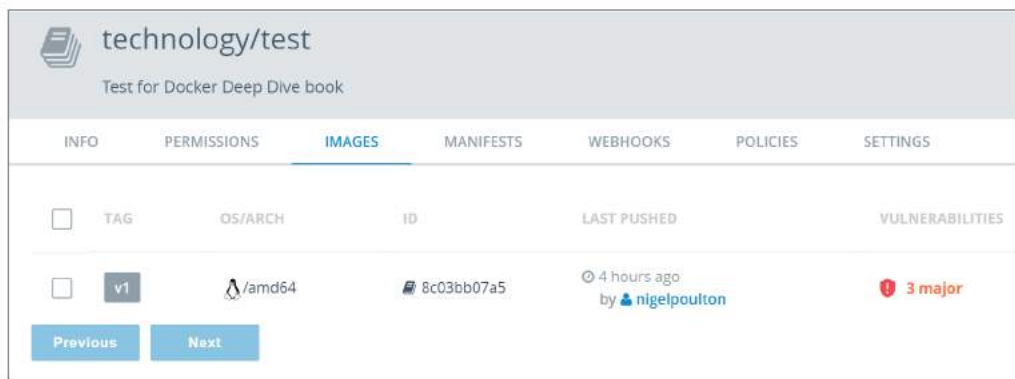 technology/test
Test for Docker Deep Dive book
INFO PERMISSIONS IMAGES MANIFESTS WEBHOOKS POLICIES SETTINGS
TAG OS/ARCH ID LAST PUSHED VULNERABILITIES
v1 /amd64 8c03bb07a5 4 hours ago 3 major
by nigelpoulton
Previous Next